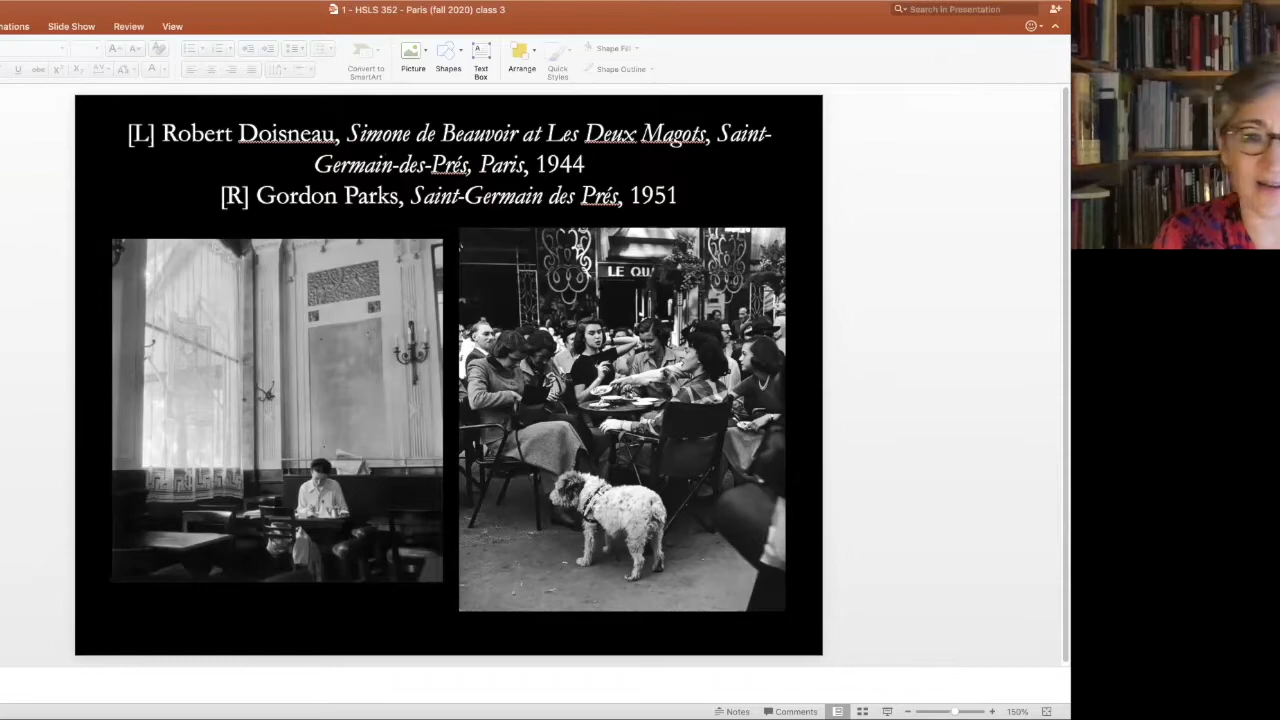 1 - HSLS 352 - Paris (fall 2020) class 3
Search in Presentation
mations Slide Show Review View
Convert to
SmartArt
Picture
Shapes
Text
Box
Arrange
Quick
Styles
Shape Fill
Shape Outline
[L] Robert Doisneau, Simone de Beauvoir at Les Deux Magots, Saint-
Germain-des-Prés, Paris, 1944
[R] Gordon Parks, Saint-Germain des Prés, 1951
LE QU
Notes Comments 150%